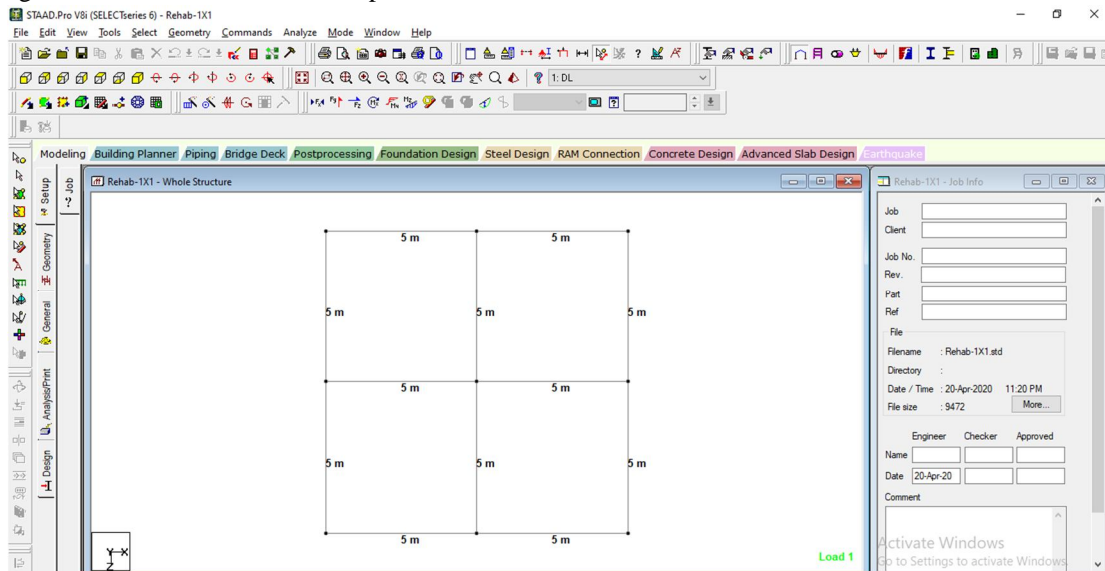 STAAD.Pro V8i (SELECTseries 6) - Rehab-1X1
File Edit View Tools Select Geometry Commands Analyze Mode Window Help
1: DL
Modeling Building Planner Piping Bridge Deck Postprocessing Foundation Design Steel Design RAM Connection Concrete Design Advanced Slab Design Earthquake
Setup
Geometry
General
Analysis/Print
Design
Job
Rehab-1X1 - Whole Structure
5 m 5 m
5 m 5 m 5 m
5 m 5 m
5 m 5 m 5 m
5 m 5 m
Y X
Z
Load 1
Rehab-1X1 - Job Info
Job
Client
Job No.
Rev.
Part
Ref
File
Filename : Rehab-1X1.std
Directory :
Date / Time : 20-Apr-2020 11:20 PM
File size : 9472 More...
Engineer Checker Approved
Name
Date 20-Apr-20
Comment
Activate Windows
Go to Settings to activate Windows.